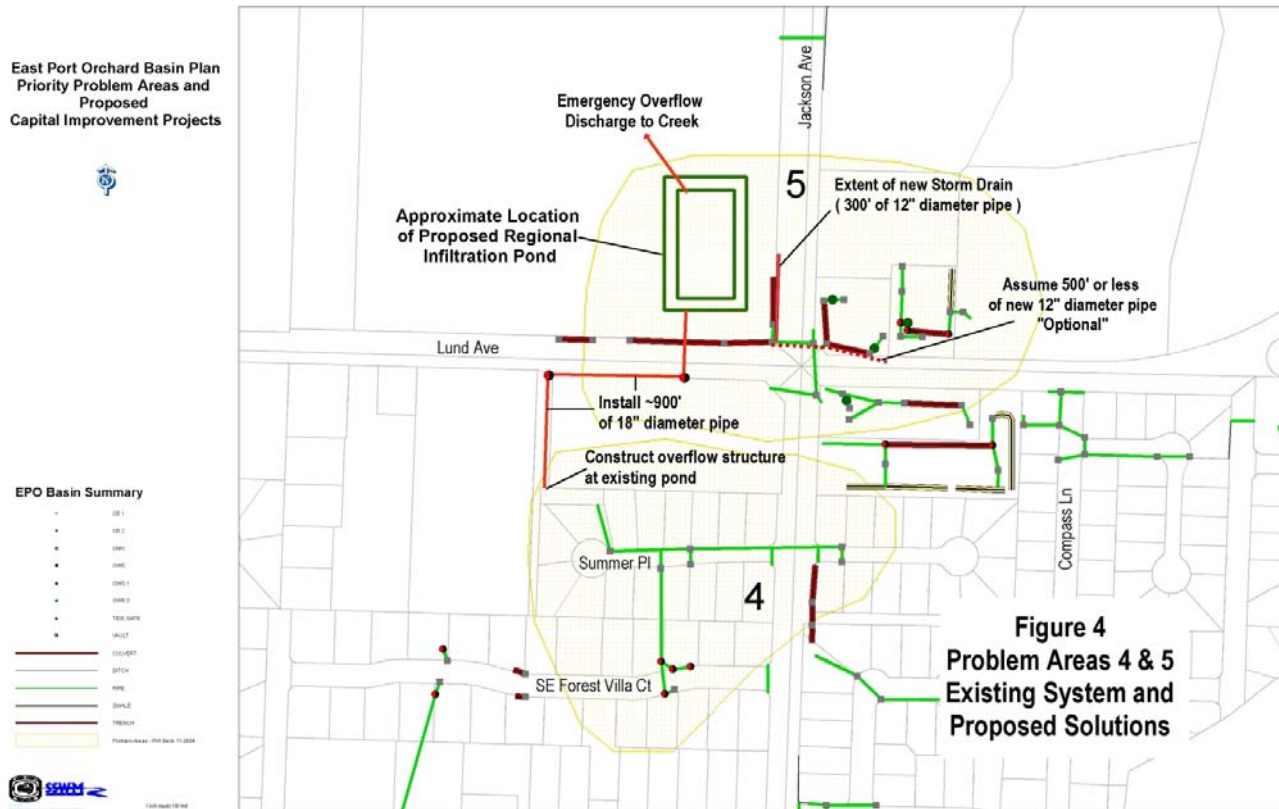 East Port Orchard Basin Plan
Priority Problem Areas and
Proposed
Capital Improvement Projects
Emergency Overflow
Discharge to Creek
Jackson Ave
5
Extent of new Storm Drain
( 300' of 12" diameter pipe )
Approximate Location
of Proposed Regional
Infiltration Pond
Assume 500' or less
of new 12" diameter pipe
"Optional"
Lund Ave
Install ~900'
of 18" diameter pipe
Construct overflow structure
at existing pond
Compass Ln
Summer Pl
4
SE Forest Villa Ct
Figure 4
Problem Areas 4 & 5
Existing System and
Proposed Solutions
EPO Basin Summary
CB 1
CB 2
TIDE GATE
VAULT
CULVERT
DITCH
PIPE
SWALE
TRENCH
SSWM